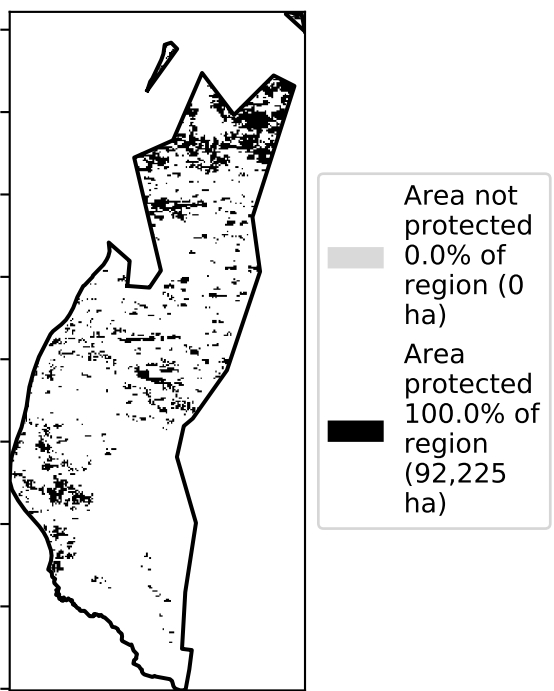 Area not
protected
0.0% of
region (0
ha)
Area
protected
100.0% of
region
(92,225
ha)